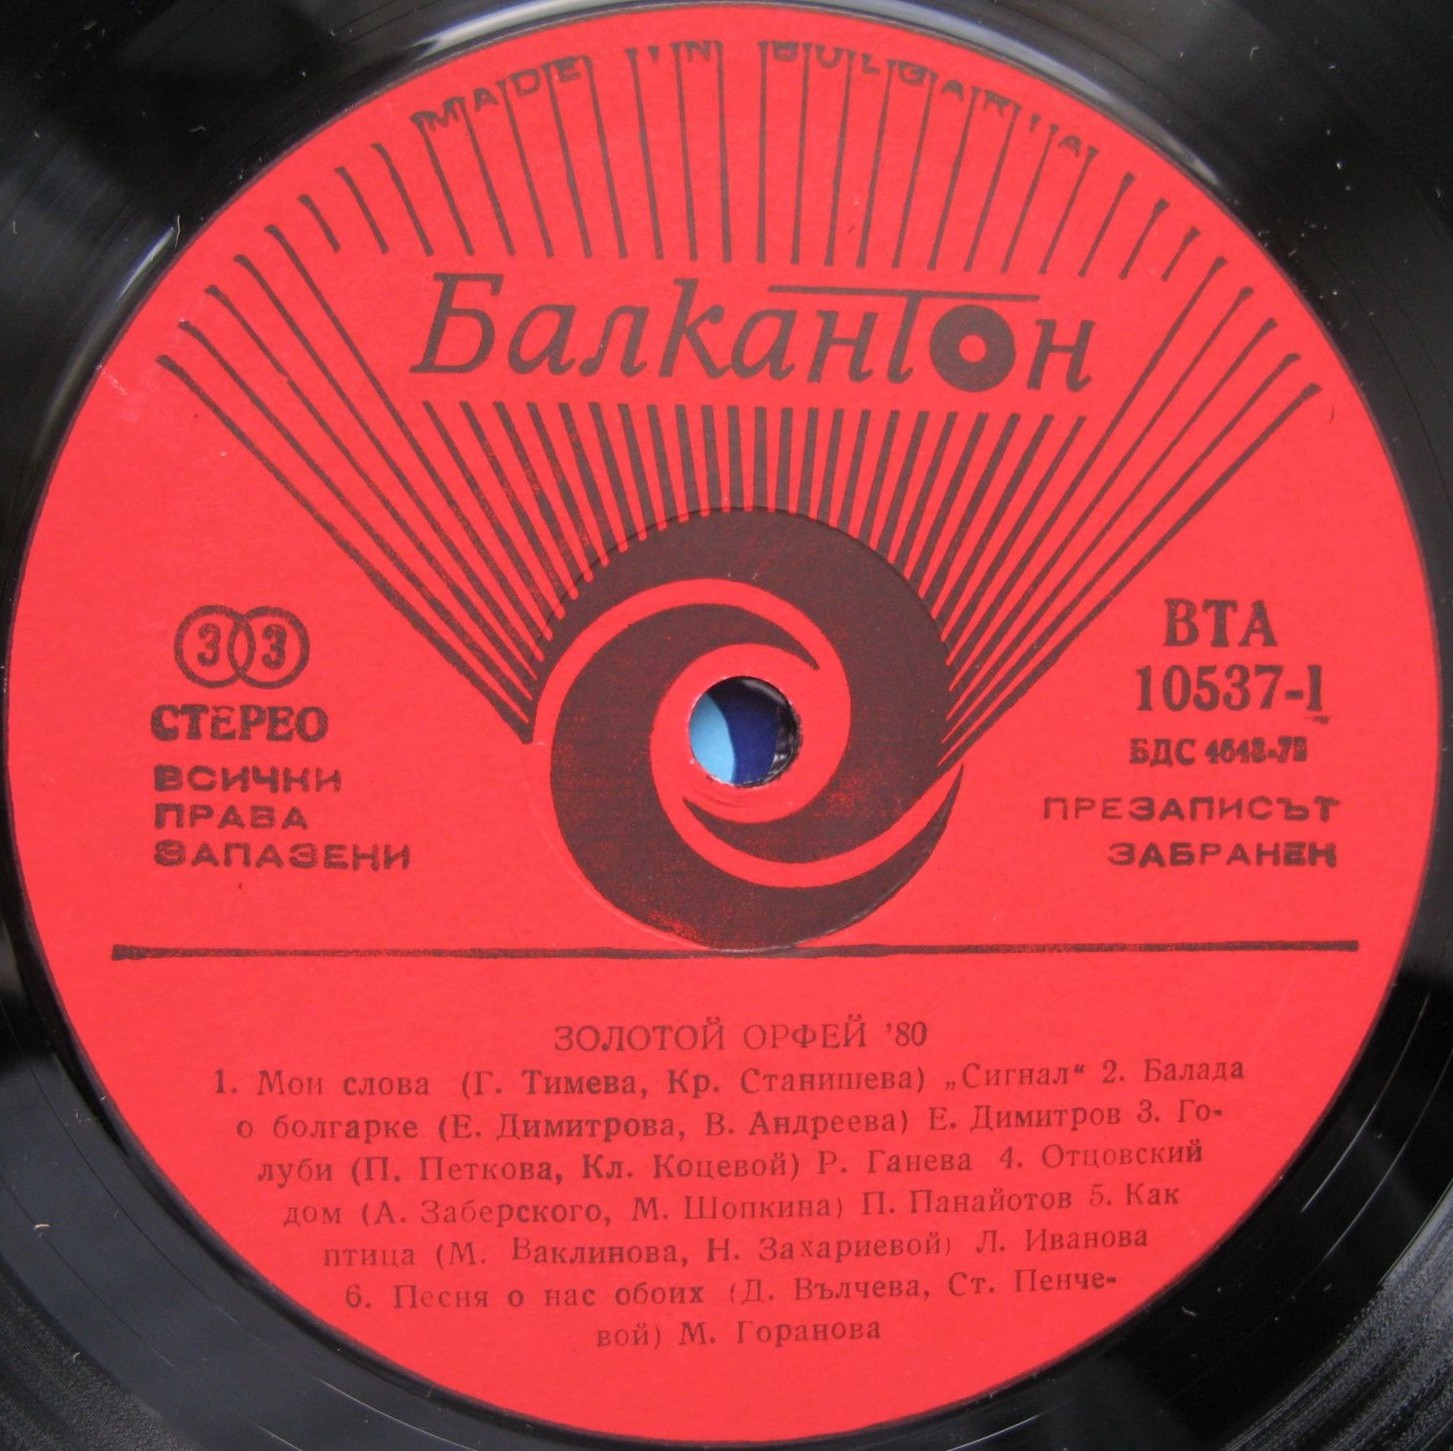 MADE IN BULGARIA
Балкантон
33
СТЕРЕО
ВСИЧКИ
ПРАВА
ЗАПАЗЕНИ
ВТА
10537-1
БДС
ПРЕЗАПИСЪТ
ЗАБРАНЕН
ЗОЛОТОЙ ОРФЕЙ '80
1. Мои слова (Г. Тимева, Кр. Станишева) „Сигнал“ 2. Балада
о болгарке (Е. Димитрова, В. Андреева) Е. Димитров 3. Го-
луби (П. Петкова, Кл. Коцевой) Р. Ганева 4. Отцовский
дом (А. Заберского, М. Шопкина) П. Панайотов 5. Как
птица (М. Ваклинова, Н. Захариевой) Л. Иванова
6. Песня о нас обоих (Д. Вълчева, Ст. Пенче-
вой) М. Горанова